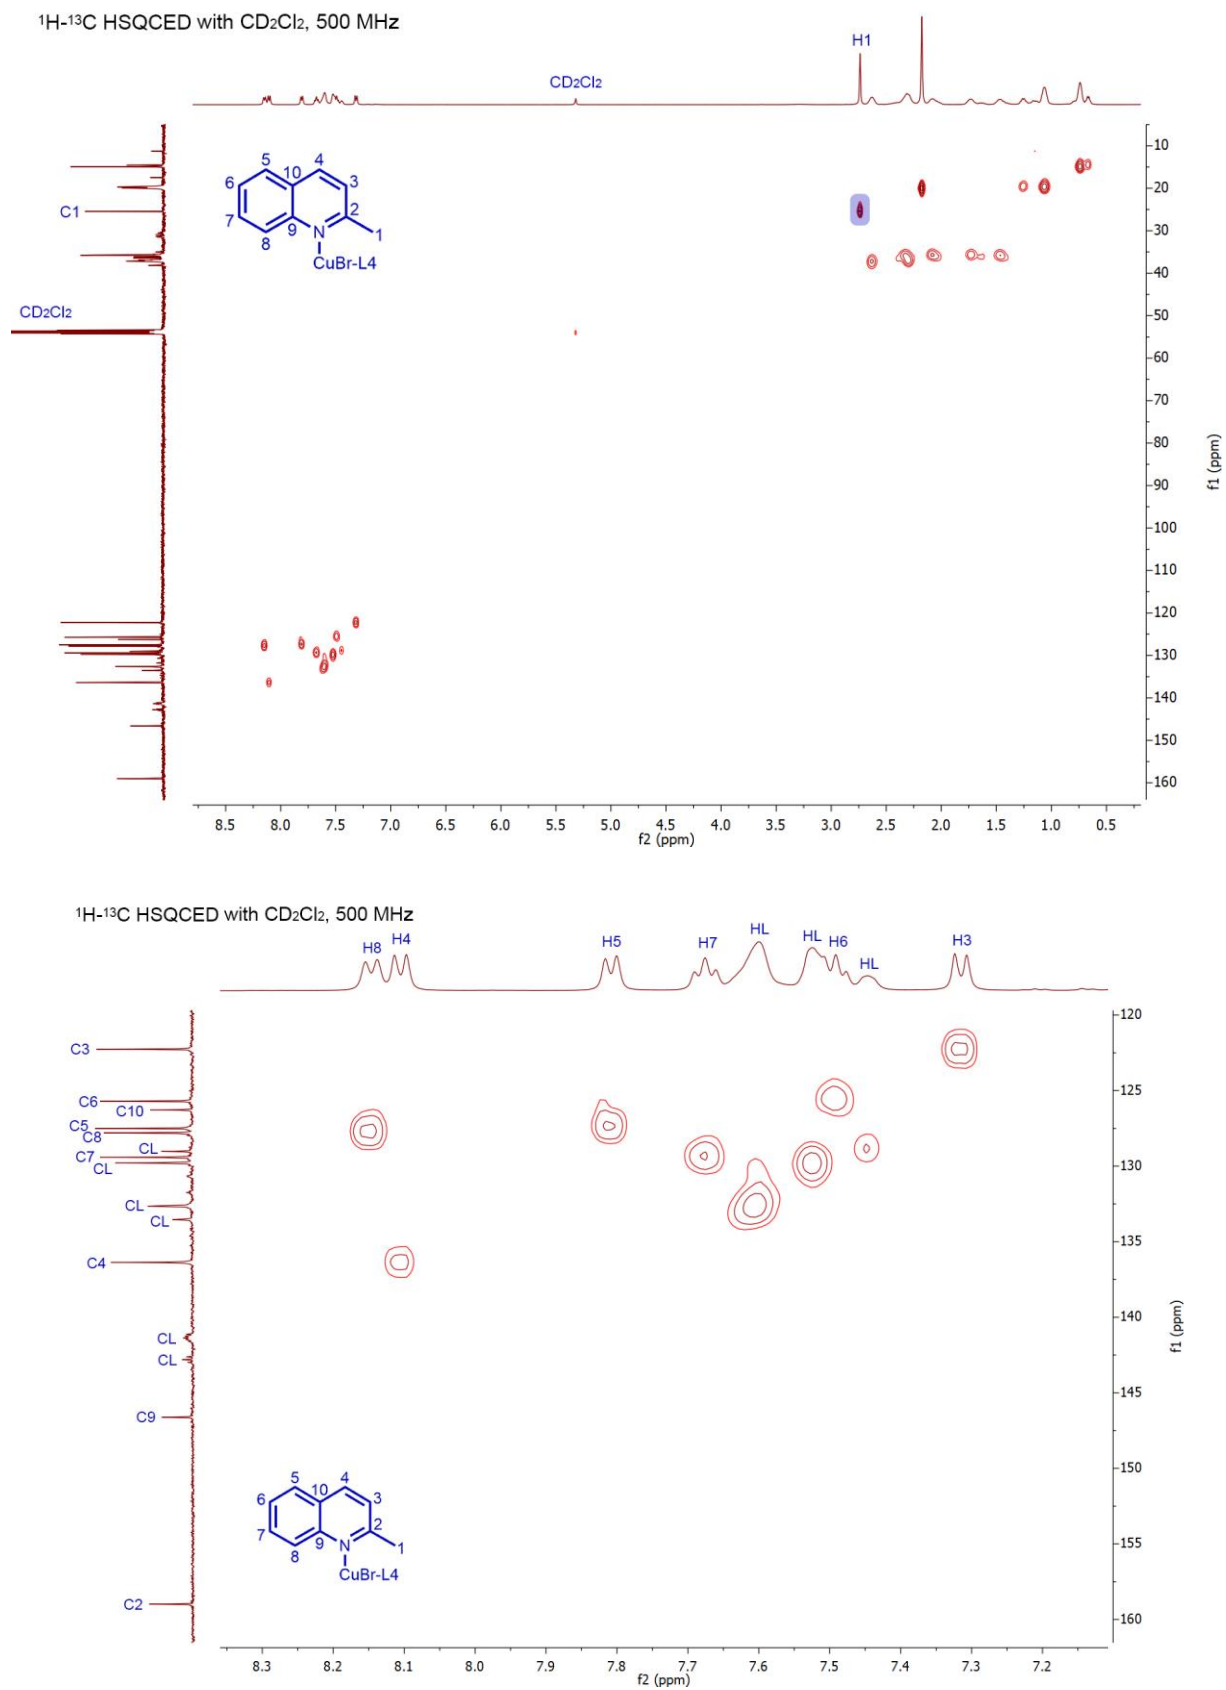 ¹H-¹³C HSQCED with CD₂Cl₂, 500 MHz
H1
CD₂Cl₂
C1
CD₂Cl₂
5
4
6
10
3
7
9
2
8
N
1
CuBr-L4
10
20
30
40
50
60
70
80
90
100
110
120
130
140
150
160
f1 (ppm)
8.5 8.0 7.5 7.0 6.5 6.0 5.5 5.0 4.5 4.0 3.5 3.0 2.5 2.0 1.5 1.0 0.5
f2 (ppm)
¹H-¹³C HSQCED with CD₂Cl₂, 500 MHz
H8 H4 H5 H7 HL HL H6 HL H3
C3
C6
C10
C5
C8
CL
C7
CL
CL
CL
C4
CL
CL
C9
C2
5
4
6
10
3
7
9
2
8
N
1
CuBr-L4
120
125
130
135
140
145
150
155
160
f1 (ppm)
8.3 8.2 8.1 8.0 7.9 7.8 7.7 7.6 7.5 7.4 7.3 7.2
f2 (ppm)